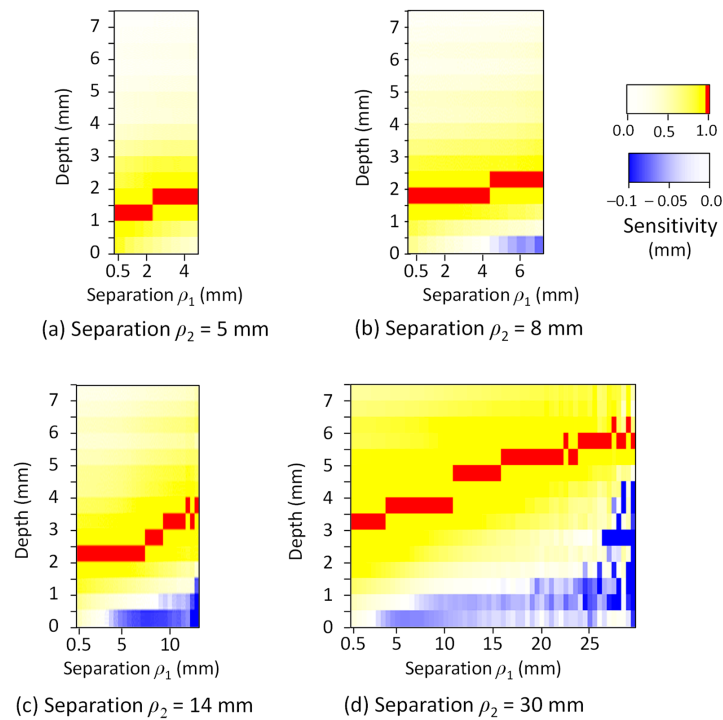 7
6
5
4
3
2
1
0
Depth (mm)
0.5 2 4
Separation ρ1 (mm)
(a) Separation ρ2 = 5 mm
7
6
5
4
3
2
1
0
Depth (mm)
0.5 2 4 6
Separation ρ1 (mm)
(b) Separation ρ2 = 8 mm
0.0 0.5 1.0
−0.1 −0.05 0.0
Sensitivity
(mm)
7
6
5
4
3
2
1
0
Depth (mm)
0.5 5 10
Separation ρ1 (mm)
(c) Separation ρ2 = 14 mm
7
6
5
4
3
2
1
0
Depth (mm)
0.5 5 10 15 20 25
Separation ρ1 (mm)
(d) Separation ρ2 = 30 mm